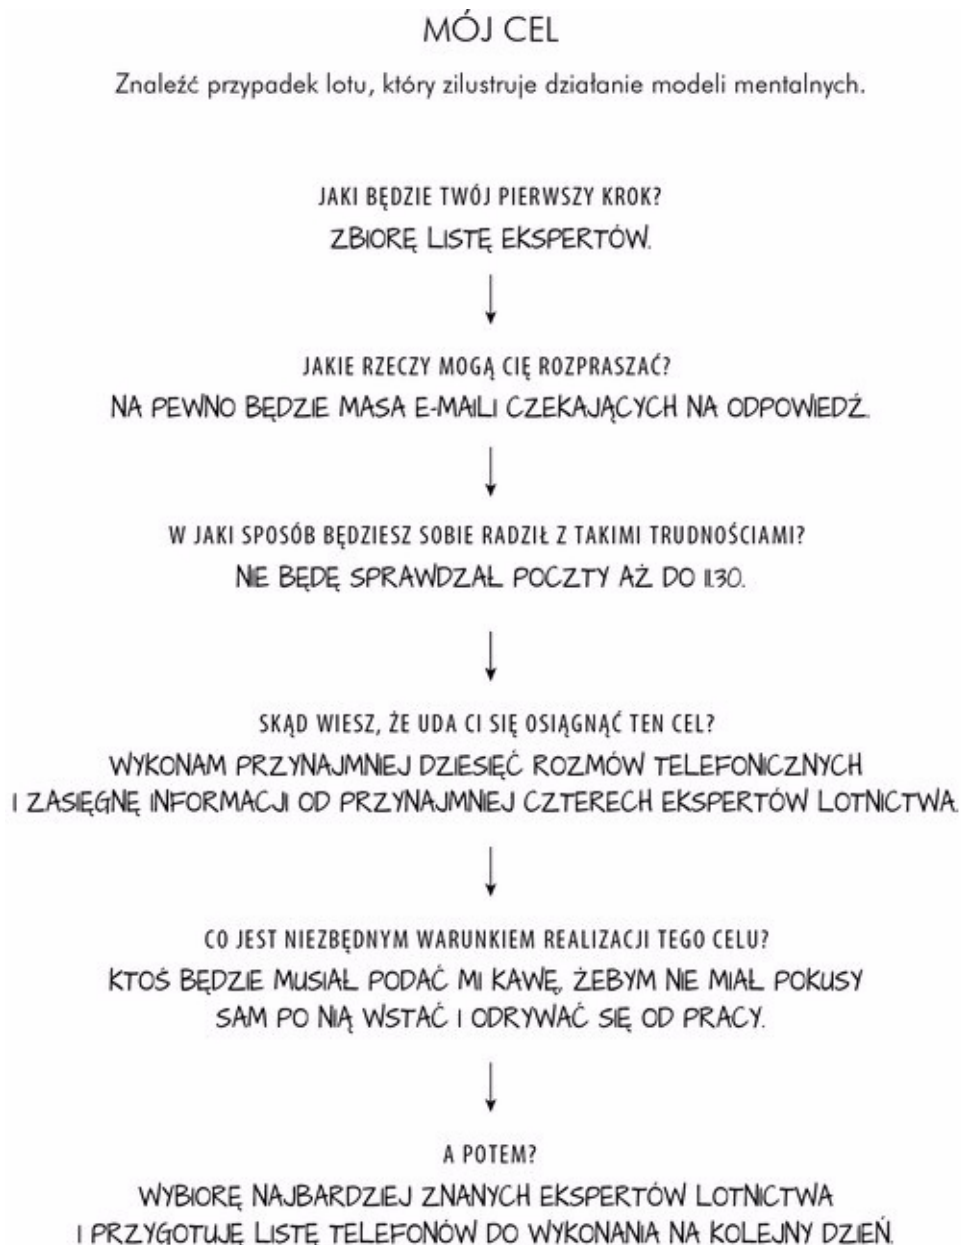 MÓJ CEL
Znaleźć przypadek lotu, który zilustruje działanie modeli mentalnych.
JAKI BĘDZIE TWÓJ PIERWSZY KROK?
ZBIORĘ LISTĘ EKSPERTÓW.
JAKIE RZECZY MOGĄ CIĘ ROZPRASZAĆ?
NA PEWNO BĘDZIE MASA E-MAILI CZEKAJĄCYCH NA ODPOWIEDŹ.
W JAKI SPOSÓB BĘDZIESZ SOBIE RADZIŁ Z TAKIMI TRUDNOŚCIAMI?
NIE BĘDĘ SPRAWDZAŁ POCZTY AŻ DO 11.30.
SKĄD WIESZ, ŻE UDA CI SIĘ OSIĄGNĄĆ TEN CEL?
WYKONAM PRZYNAJMNIEJ DZIESIĘĆ ROZMÓW TELEFONICZNYCH
I ZASIĘGNĘ INFORMACJI OD PRZYNAJMNIEJ CZTERECH EKSPERTÓW LOTNICTWA.
CO JEST NIEZBĘDNYM WARUNKIEM REALIZACJI TEGO CELU?
KTOŚ BĘDZIE MUSIAŁ PODAĆ MI KAWĘ, ŻEBYM NIE MIAŁ POKUSY
SAM PO NIĄ WSTAĆ I ODRYWAĆ SIĘ OD PRACY.
A POTEM?
WYBIORĘ NAJBARDZIEJ ZNANYCH EKSPERTÓW LOTNICTWA
I PRZYGOTUJĘ LISTĘ TELEFONÓW DO WYKONANIA NA KOLEJNY DZIEŃ.